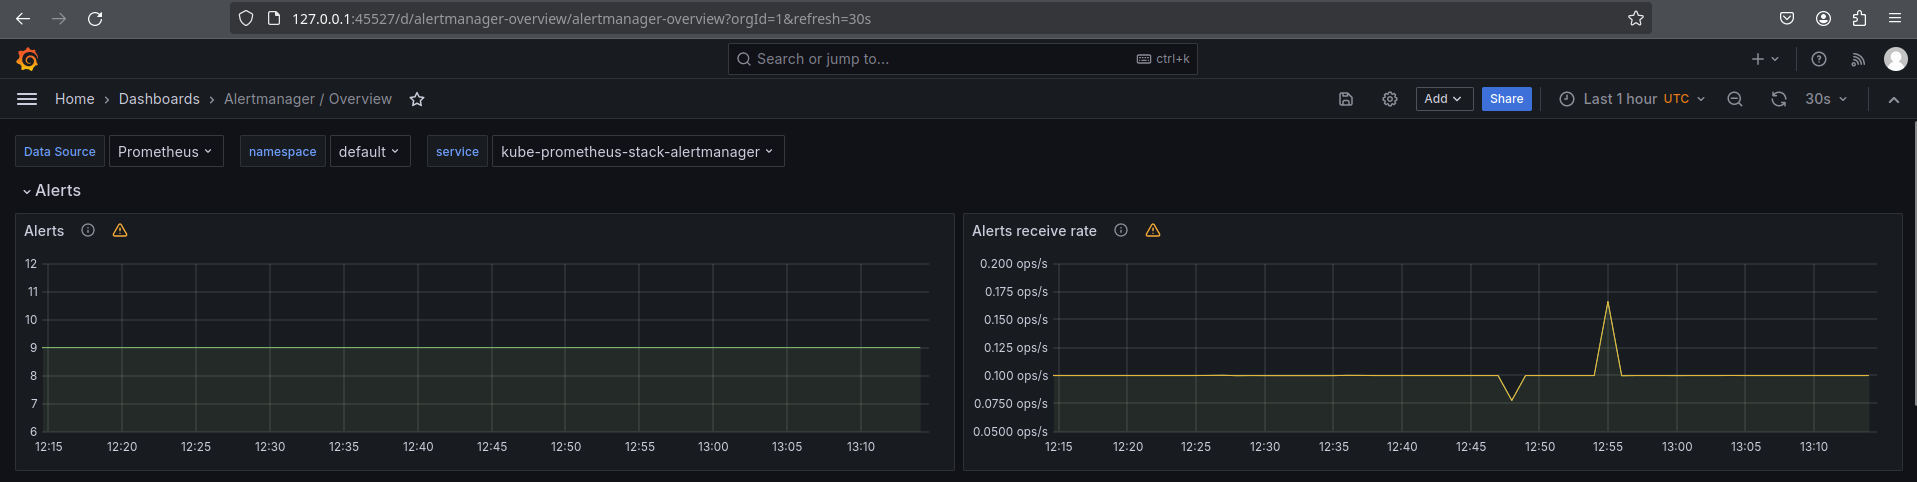 127.0.0.1:45527/d/alertmanager-overview/alertmanager-overview?orgId=1&refresh=30s
Search or jump to... ctrl+k
Home › Dashboards › Alertmanager / Overview Add Share Last 1 hour UTC 30s
Data Source Prometheus namespace default service kube-prometheus-stack-alertmanager
Alerts
Alerts
12
11
10
9
8
7
6
12:15 12:20 12:25 12:30 12:35 12:40 12:45 12:50 12:55 13:00 13:05 13:10
Alerts receive rate
0.200 ops/s
0.175 ops/s
0.150 ops/s
0.125 ops/s
0.100 ops/s
0.0750 ops/s
0.0500 ops/s
12:15 12:20 12:25 12:30 12:35 12:40 12:45 12:50 12:55 13:00 13:05 13:10